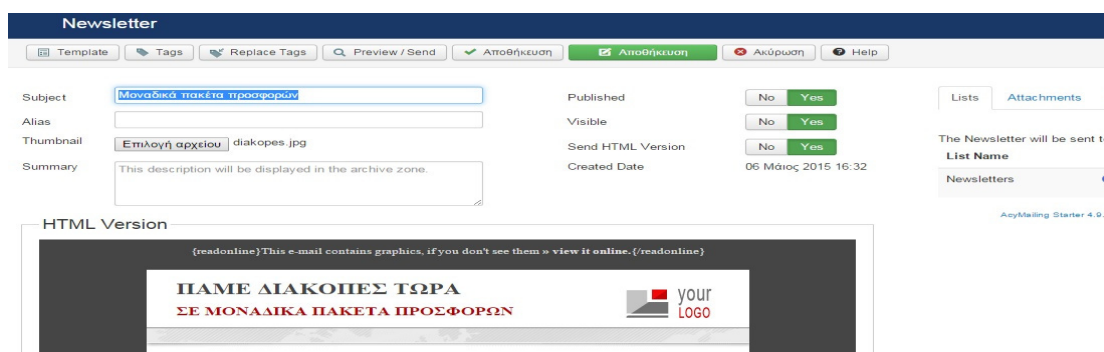 Newsletter
Template Tags Replace Tags Preview / Send Αποθήκευση Αποθήκευση Ακύρωση Help
Subject Μοναδικά πακέτα προσφορών Published No Yes Lists Attachments
Alias Visible No Yes
Thumbnail Επιλογή αρχείου diakopes.jpg Send HTML Version No Yes The Newsletter will be sent
Summary This description will be displayed in the archive zone. Created Date 06 Μάιος 2015 16:32 List Name
Newsletters
AcyMailing Starter 4.9.
HTML Version
{readonline}This e-mail contains graphics, if you don't see them » view it online.{/readonline}
ΠΑΜΕ ΔΙΑΚΟΠΕΣ ΤΩΡΑ
ΣΕ ΜΟΝΑΔΙΚΑ ΠΑΚΕΤΑ ΠΡΟΣΦΟΡΩΝ
your
LOGO